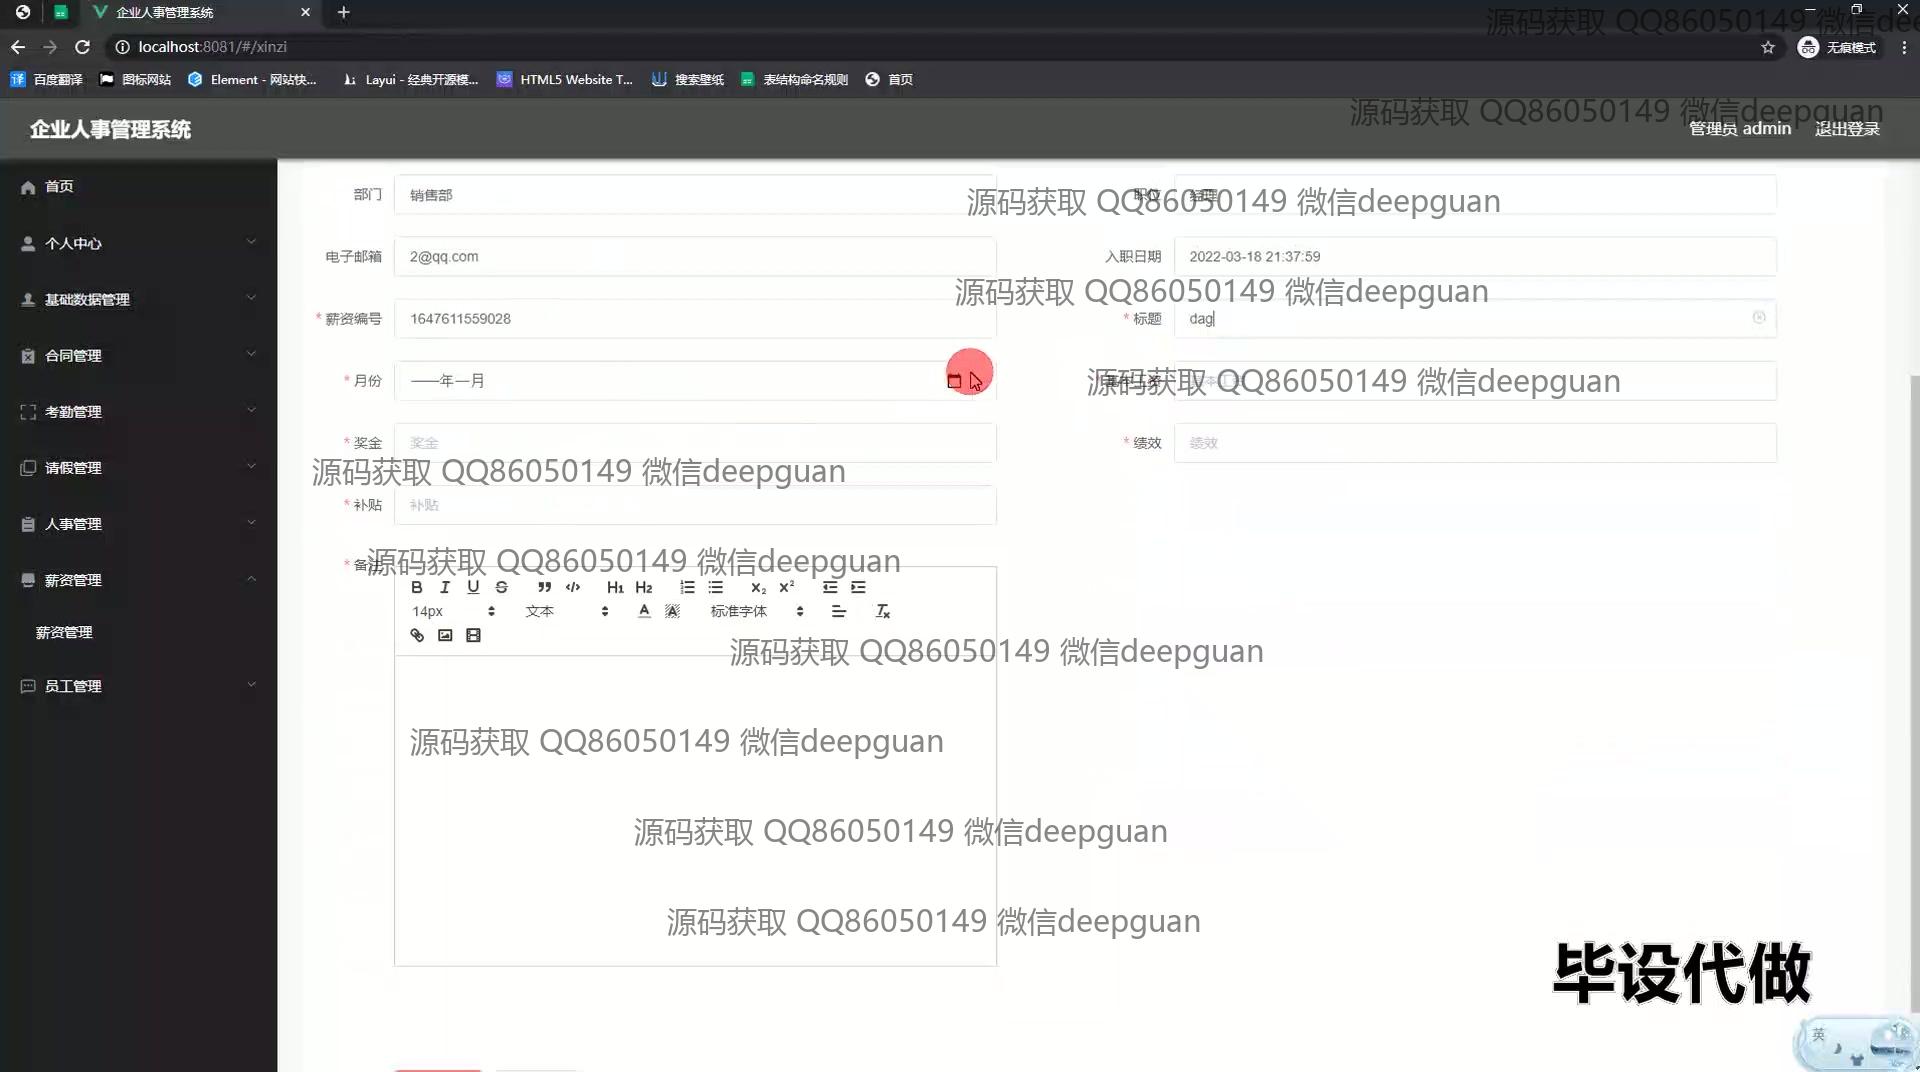 企业人事管理系统
localhost:8081/#/xinzi
无痕模式
百度翻译
图标网站
Element - 网站快...
Layui - 经典开源模...
HTML5 Website T...
搜索壁纸
表结构命名规则
首页
源码获取 QQ86050149 微信dee
源码获取 QQ86050149 微信deepguan
企业人事管理系统
管理员 admin
退出登录
首页
个人中心
基础数据管理
合同管理
考勤管理
请假管理
人事管理
薪资管理
薪资管理
员工管理
部门 销售部
职位 经理
源码获取 QQ86050149 微信deepguan
电子邮箱 2@qq.com
入职日期 2022-03-18 21:37:59
源码获取 QQ86050149 微信deepguan
* 薪资编号 1647611559028
* 标题 dag
* 月份 ——年一月
源码获取 QQ86050149 微信deepguan
* 奖金 奖金
* 绩效 绩效
源码获取 QQ86050149 微信deepguan
* 补贴 补贴
* 备注
源码获取 QQ86050149 微信deepguan
B I U S H1 H2 x₂ x²
14px 文本 A A 标准字体 Tx
源码获取 QQ86050149 微信deepguan
源码获取 QQ86050149 微信deepguan
源码获取 QQ86050149 微信deepguan
源码获取 QQ86050149 微信deepguan
毕设代做
英